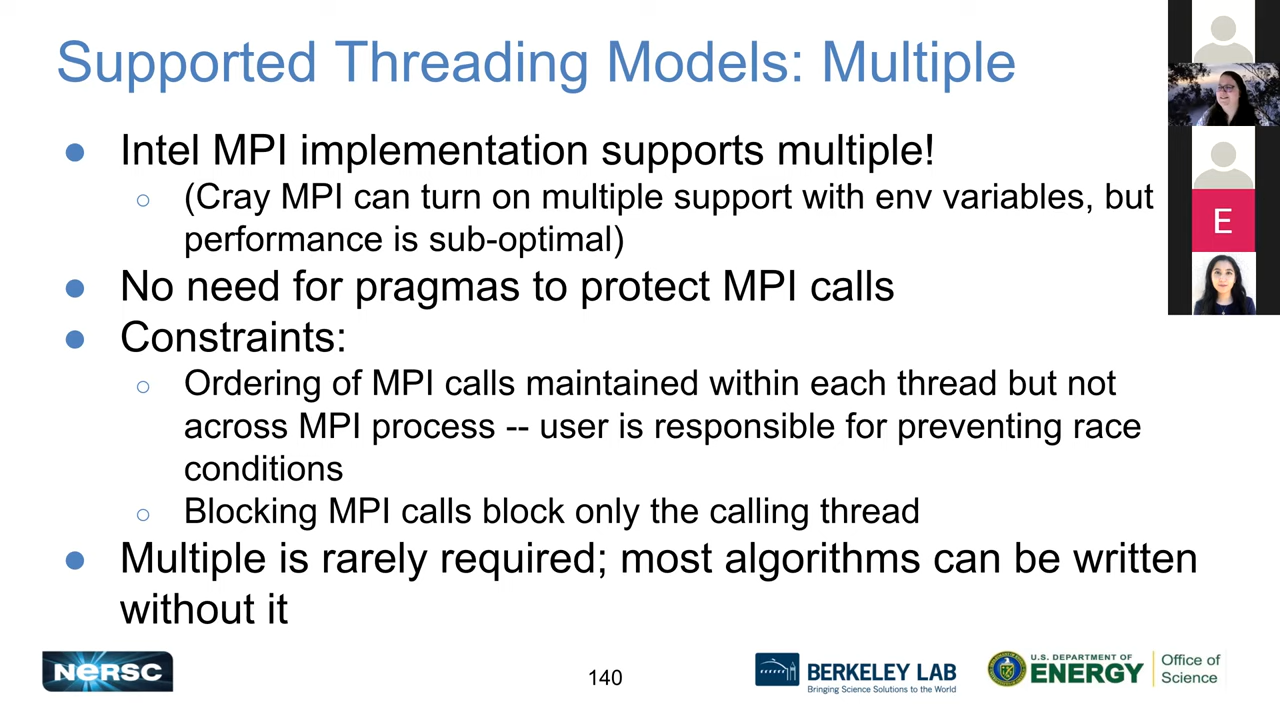 Supported Threading Models: Multiple
● Intel MPI implementation supports multiple!
○ (Cray MPI can turn on multiple support with env variables, but
performance is sub-optimal)
● No need for pragmas to protect MPI calls
● Constraints:
○ Ordering of MPI calls maintained within each thread but not
across MPI process -- user is responsible for preventing race
conditions
○ Blocking MPI calls block only the calling thread
● Multiple is rarely required; most algorithms can be written
without it
E
NERSC
140
BERKELEY LAB
Bringing Science Solutions to the World
U.S. DEPARTMENT OF
ENERGY
Office of
Science